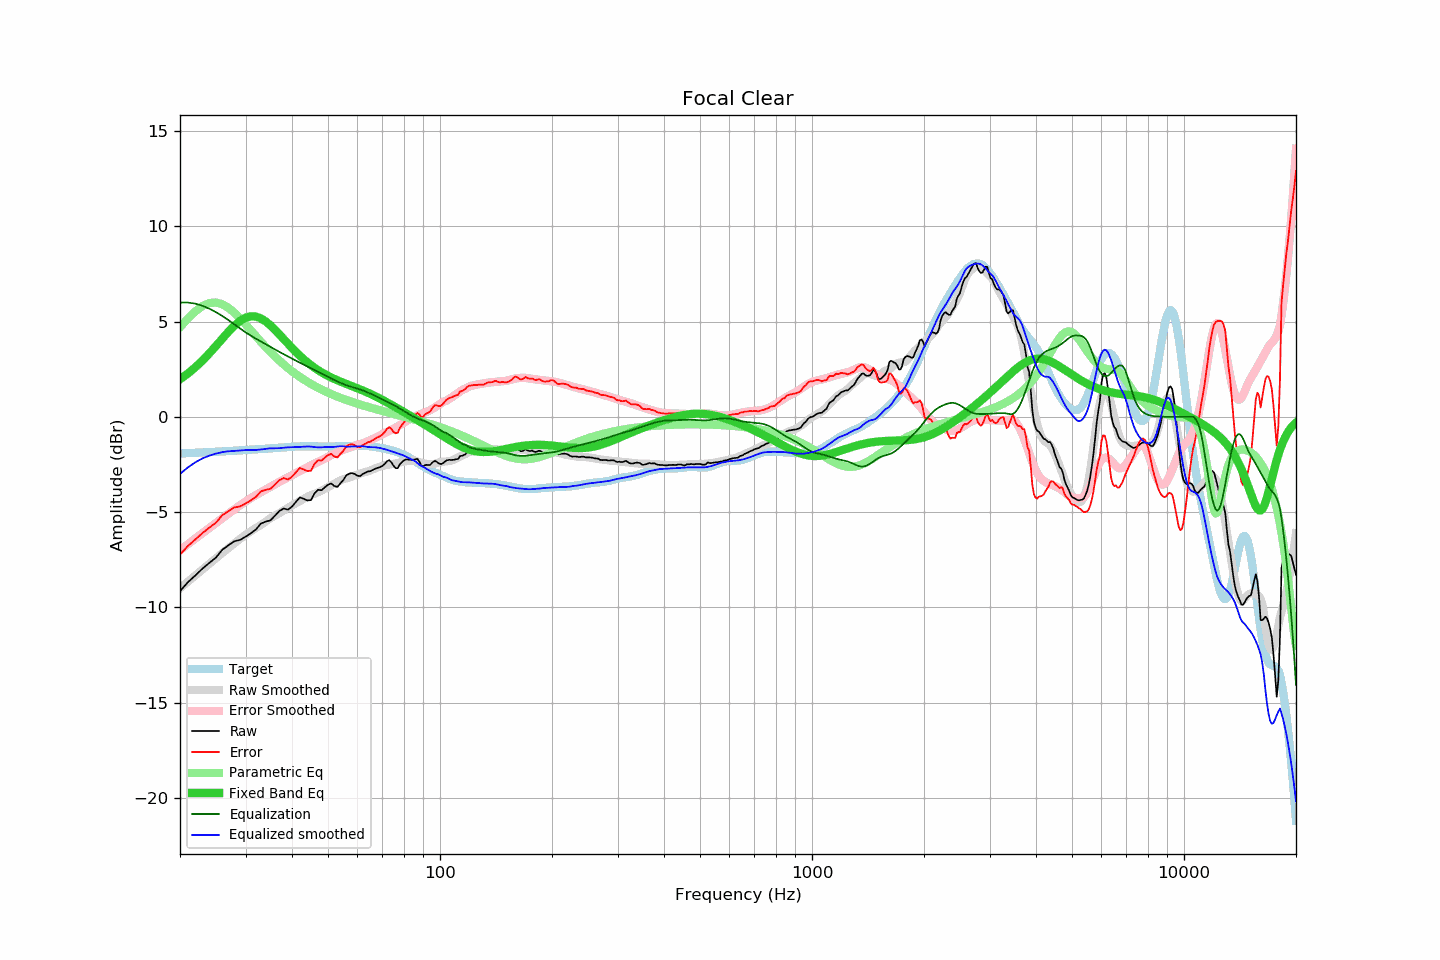 Focal Clear
15
10
5
0
−5
−10
−15
−20
Amplitude (dBr)
Target
Raw Smoothed
Error Smoothed
Raw
Error
Parametric Eq
Fixed Band Eq
Equalization
Equalized smoothed
20
100
1000
10000
Frequency (Hz)